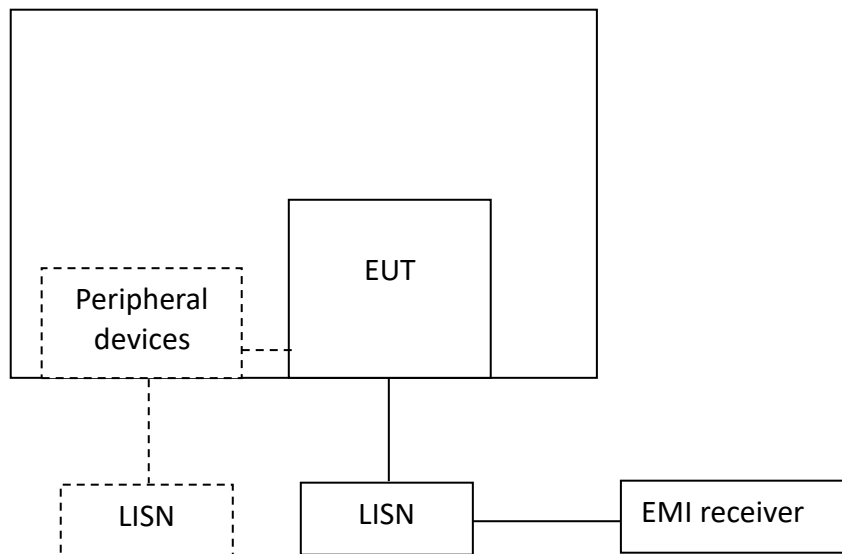 EUT
Peripheral
devices
LISN
LISN
EMI receiver